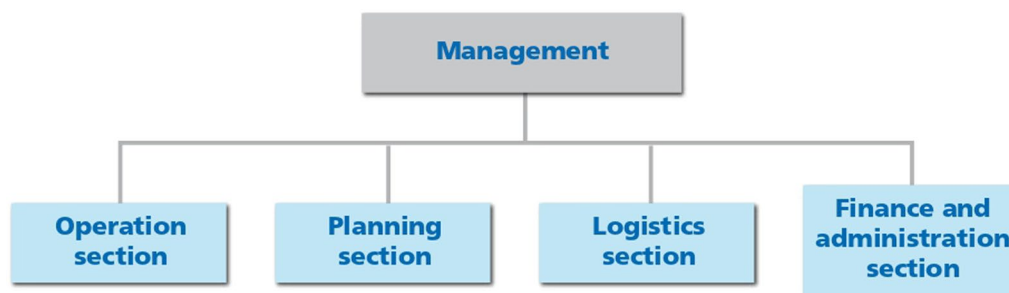 Management
Operation
section
Planning
section
Logistics
section
Finance and
administration
section